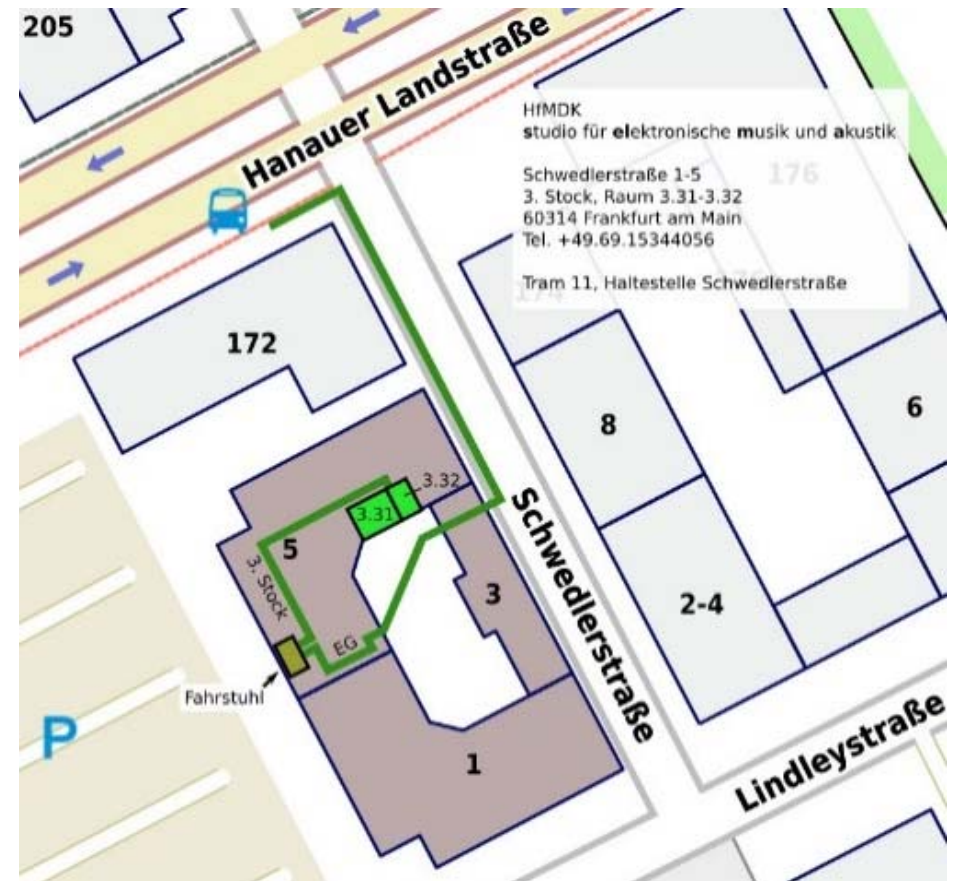 205
Hanauer Landstraße
HfMDK
studio für elektronische musik und akustik
Schwedlerstraße 1-5
3. Stock, Raum 3.31-3.32
60314 Frankfurt am Main
Tel. +49.69.15344056
Tram 11, Haltestelle Schwedlerstraße
176
174
172
8
6
3.32
3.31
5
3. Stock
EG
Fahrstuhl
3
2-4
Schwedlerstraße
P
1
Lindleystraße